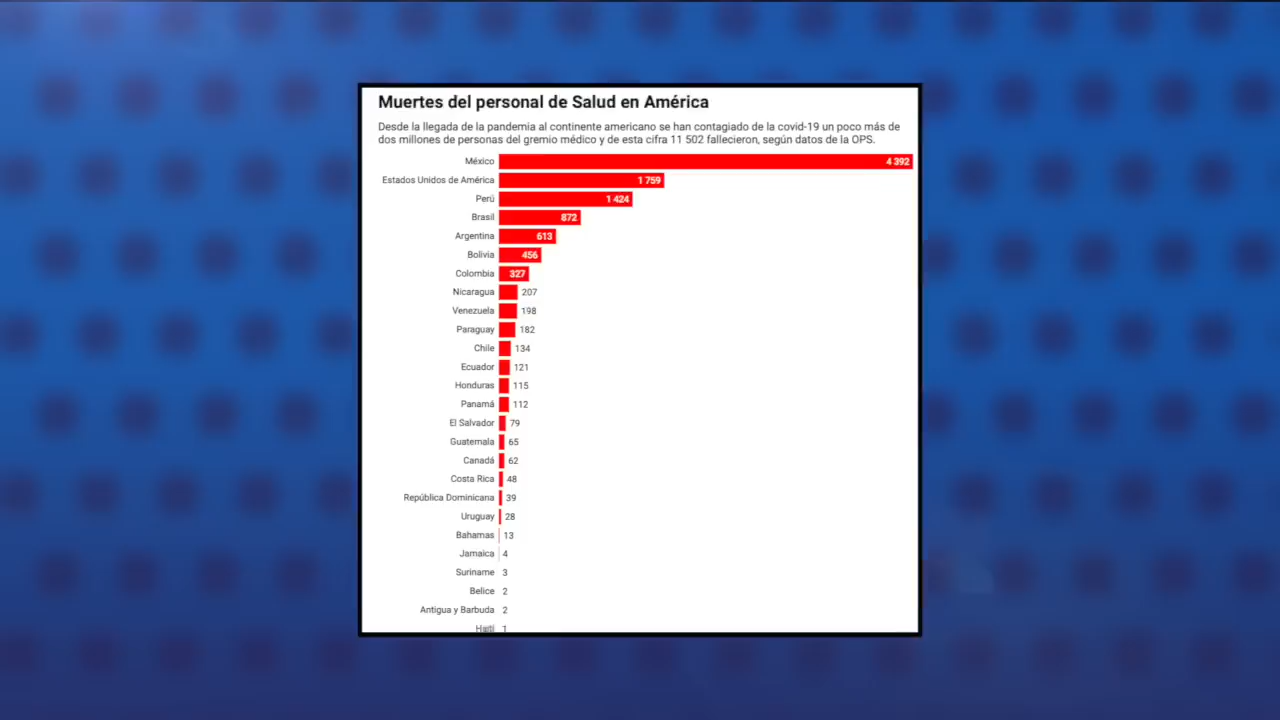 Muertes del personal de Salud en América
Desde la llegada de la pandemia al continente americano se han contagiado de la covid-19 un poco más de
dos millones de personas del gremio médico y de esta cifra 11 502 fallecieron, según datos de la OPS.
México 4 392
Estados Unidos de América 1 759
Perú 1 424
Brasil 872
Argentina 613
Bolivia 456
Colombia 327
Nicaragua 207
Venezuela 198
Paraguay 182
Chile 134
Ecuador 121
Honduras 115
Panamá 112
El Salvador 79
Guatemala 65
Canadá 62
Costa Rica 48
República Dominicana 39
Uruguay 28
Bahamas 13
Jamaica 4
Suriname 3
Belice 2
Antigua y Barbuda 2
Haití 1